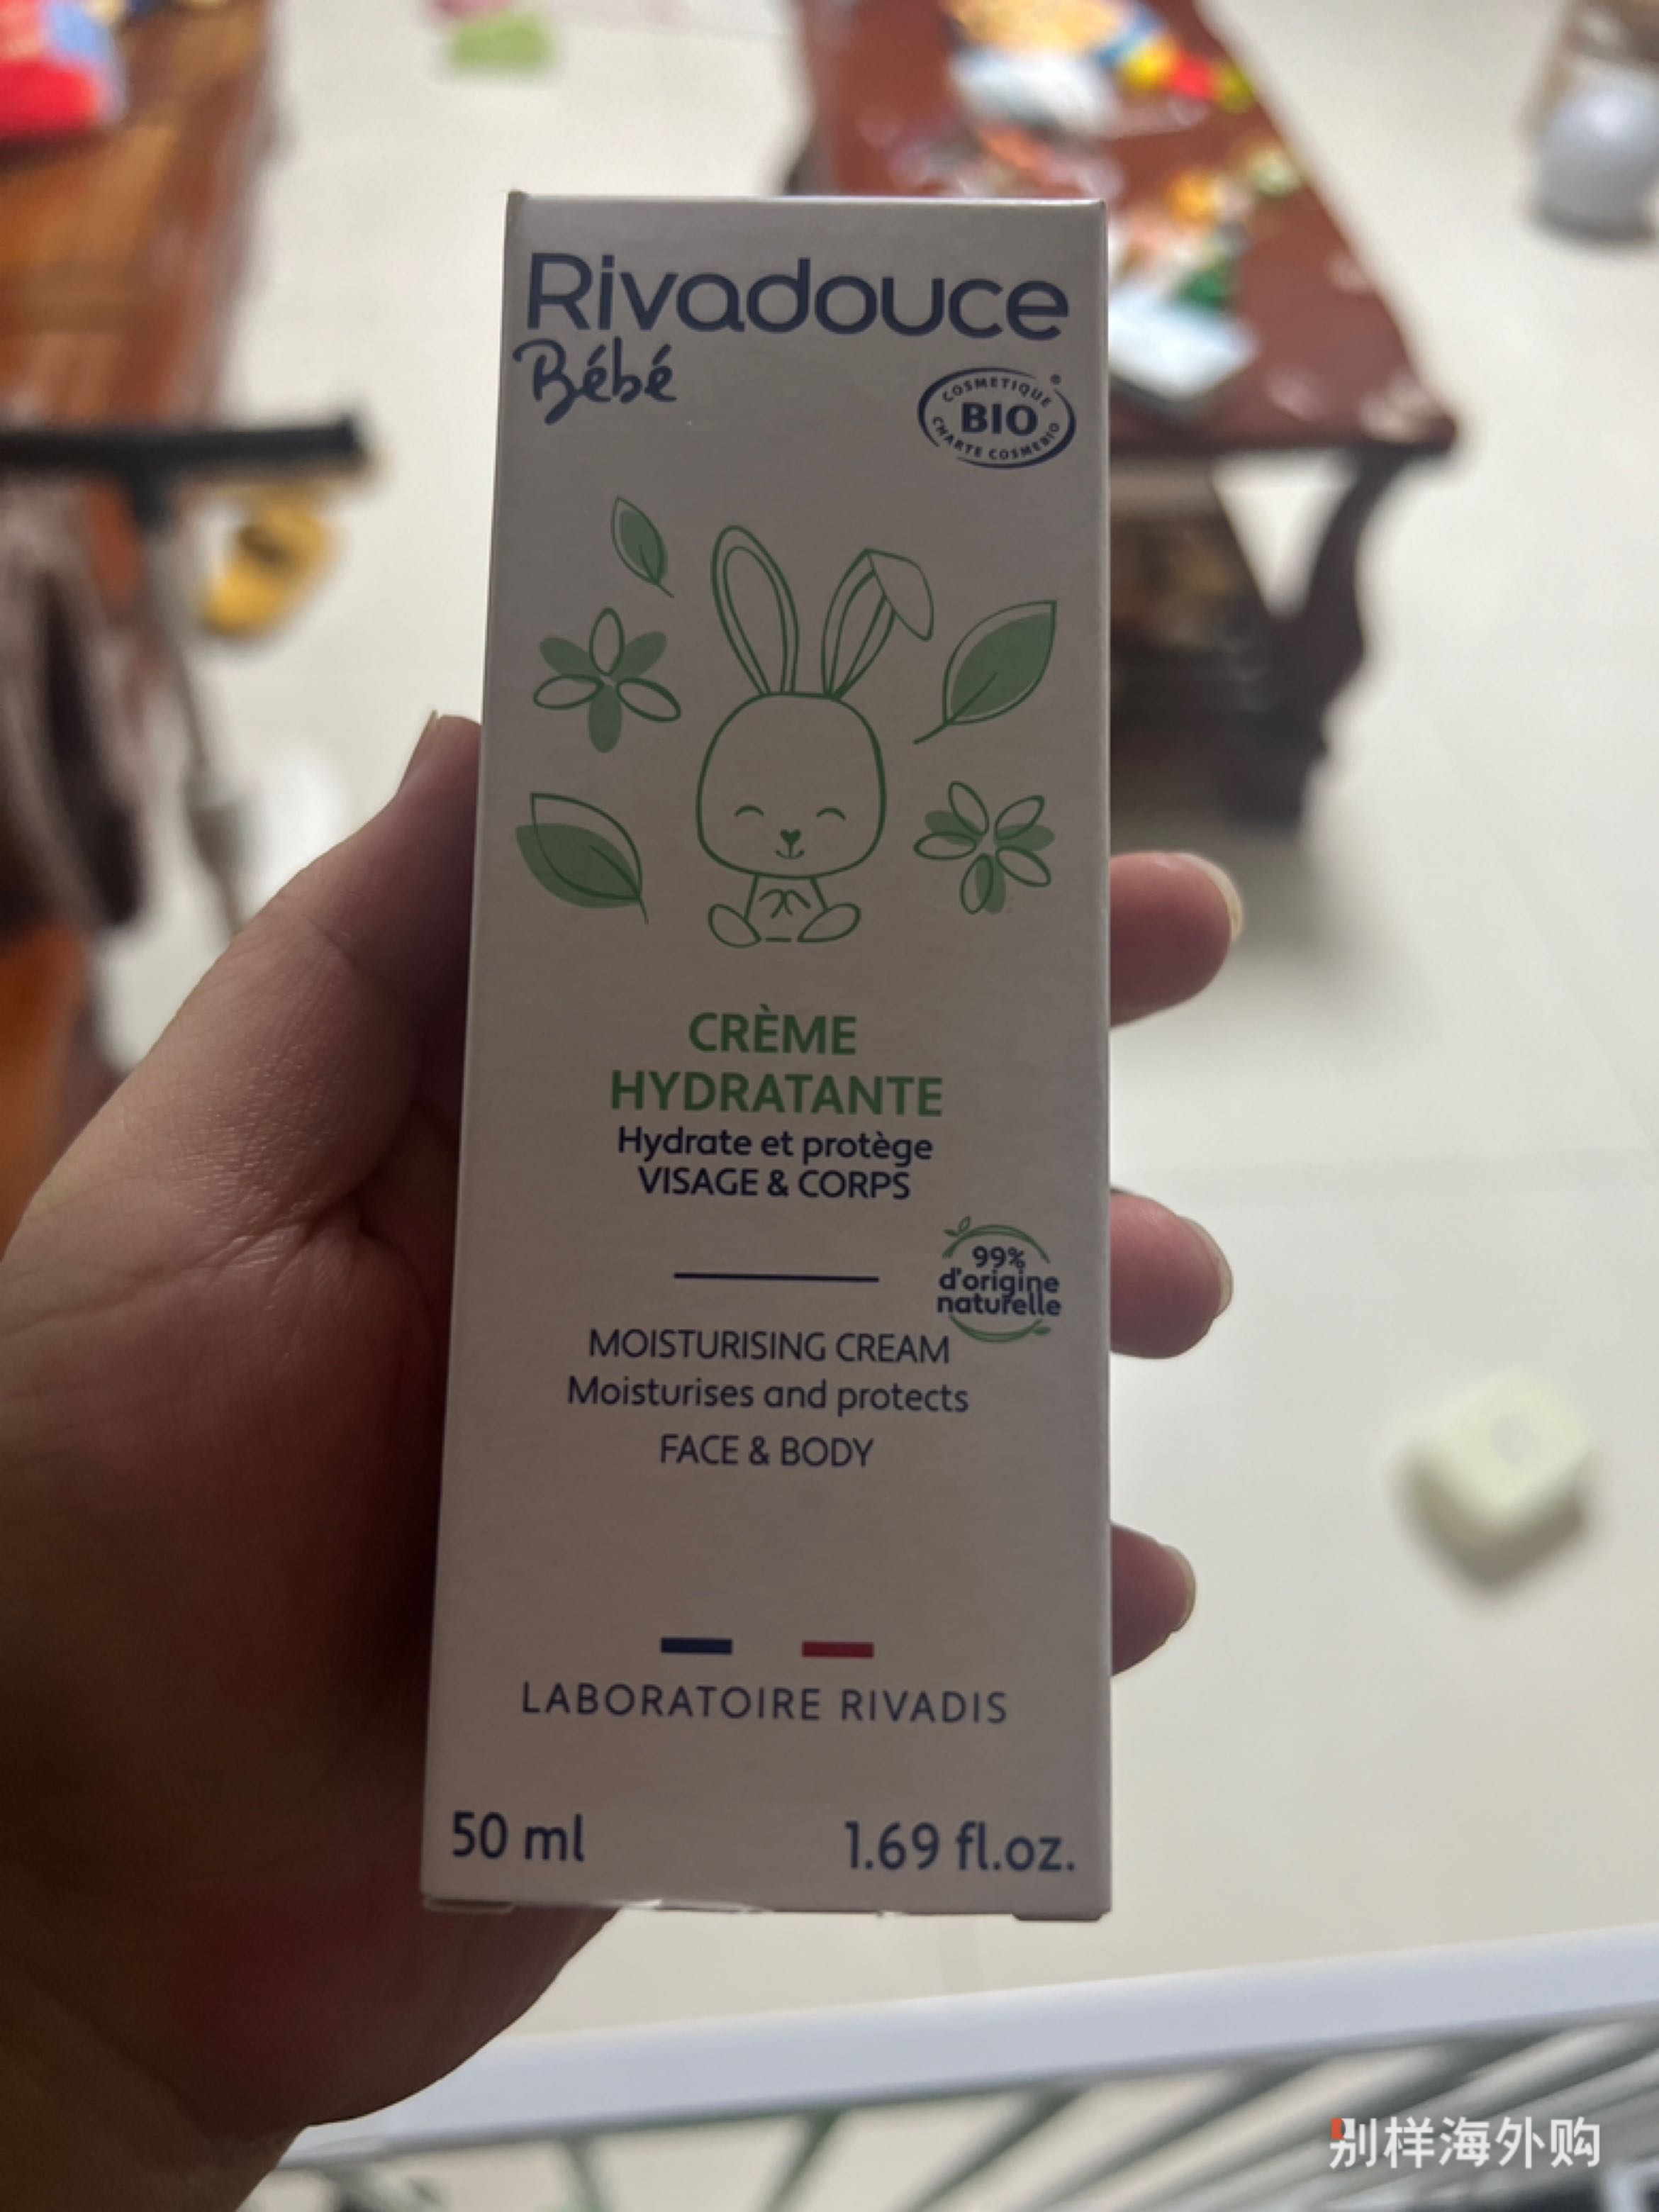 Rivadouce
Bébé
COSMETIQUE ®
BIO
CHARTE COSMEBIO
CRÈME
HYDRATANTE
Hydrate et protège
VISAGE & CORPS
99%
d'origine
naturelle
MOISTURISING CREAM
Moisturises and protects
FACE & BODY
LABORATOIRE RIVADIS
50 ml 1.69 fl.oz.
别样海外购